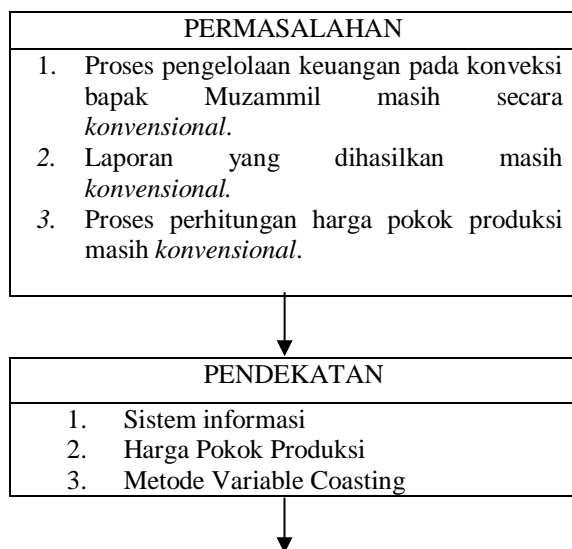 PERMASALAHAN
1. Proses pengelolaan keuangan pada konveksi
bapak Muzammil masih secara
konvensional.
2. Laporan yang dihasilkan masih
konvensional.
3. Proses perhitungan harga pokok produksi
masih konvensional.
PENDEKATAN
1. Sistem informasi
2. Harga Pokok Produksi
3. Metode Variable Coasting